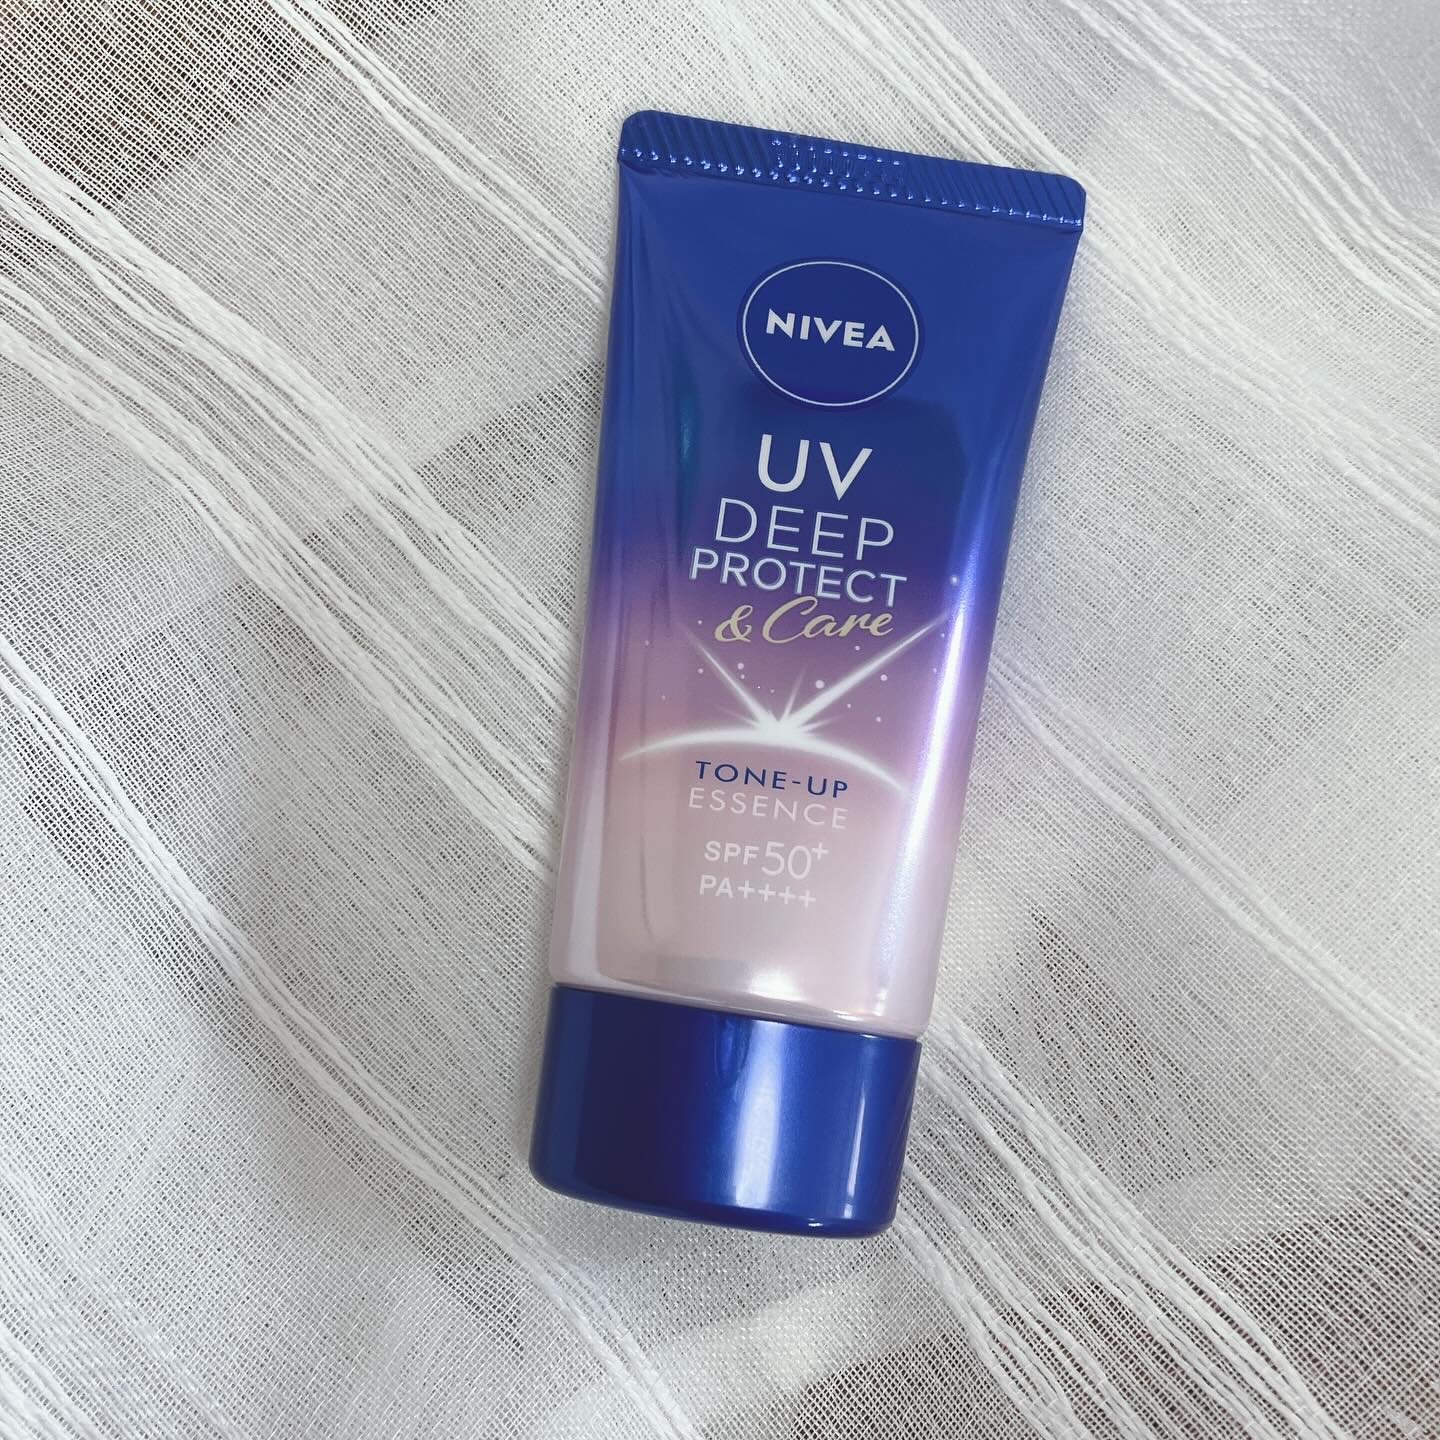 NIVEA
UV
DEEP
PROTECT
& Care
TONE-UP
ESSENCE
SPF50+
PA++++